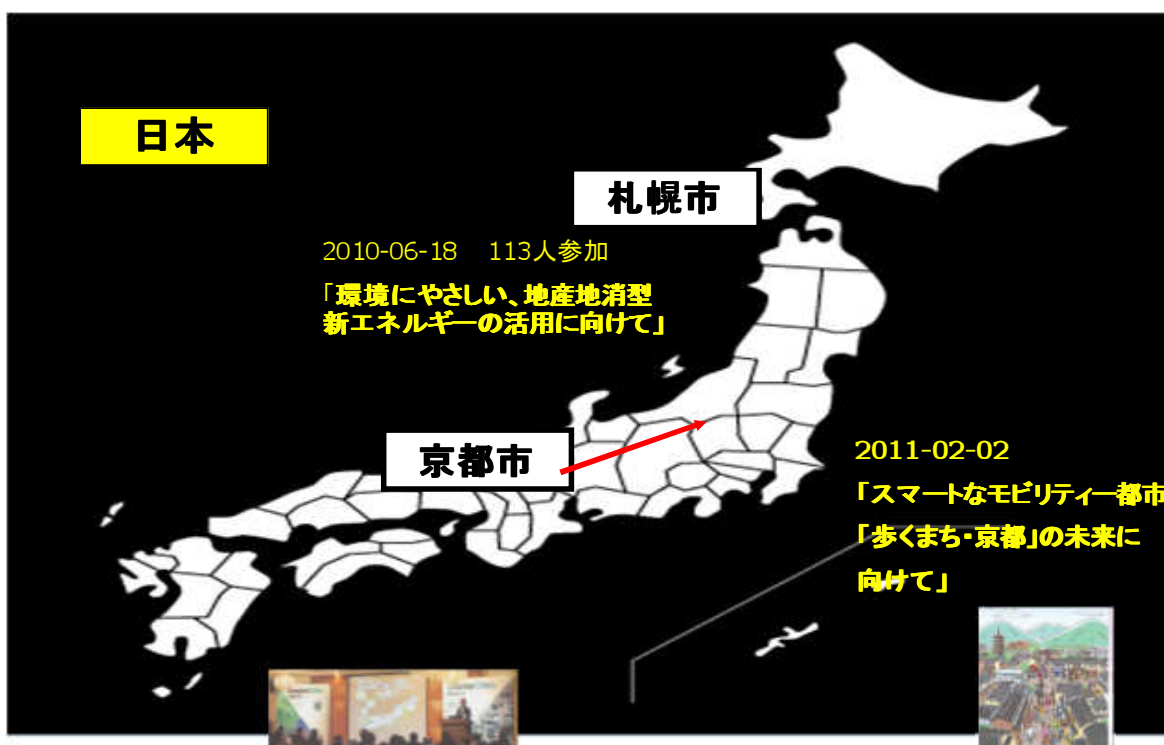 日本
札幌市
2010-06-18　113人参加
「環境にやさしい、地産地消型
新エネルギーの活用に向けて」
京都市
2011-02-02
「スマートなモビリティー都市
「歩くまち・京都」の未来に
向けて」